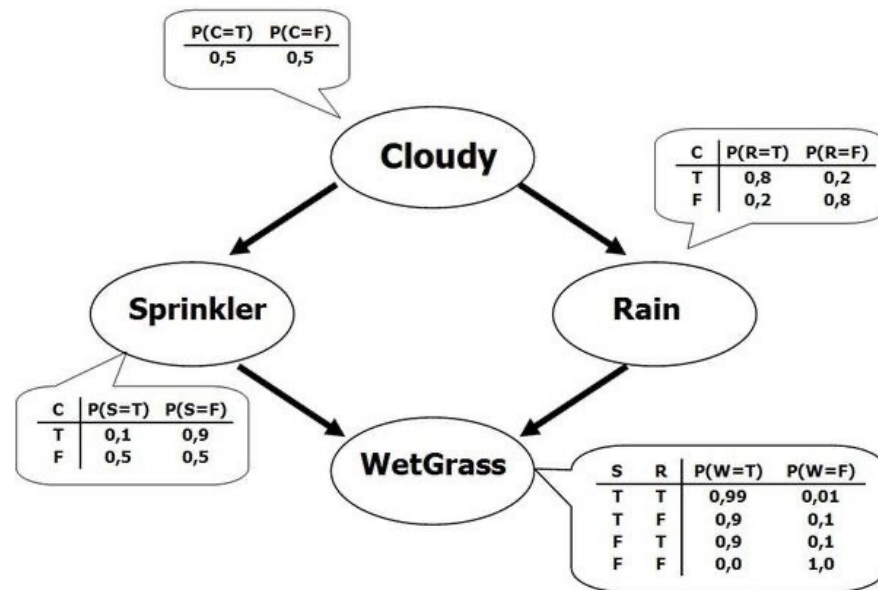 P(C=T) P(C=F)
0,5 0,5
Cloudy
C P(R=T) P(R=F)
T 0,8 0,2
F 0,2 0,8
Sprinkler
Rain
C P(S=T) P(S=F)
T 0,1 0,9
F 0,5 0,5
WetGrass
S R P(W=T) P(W=F)
T T 0,99 0,01
T F 0,9 0,1
F T 0,9 0,1
F F 0,0 1,0